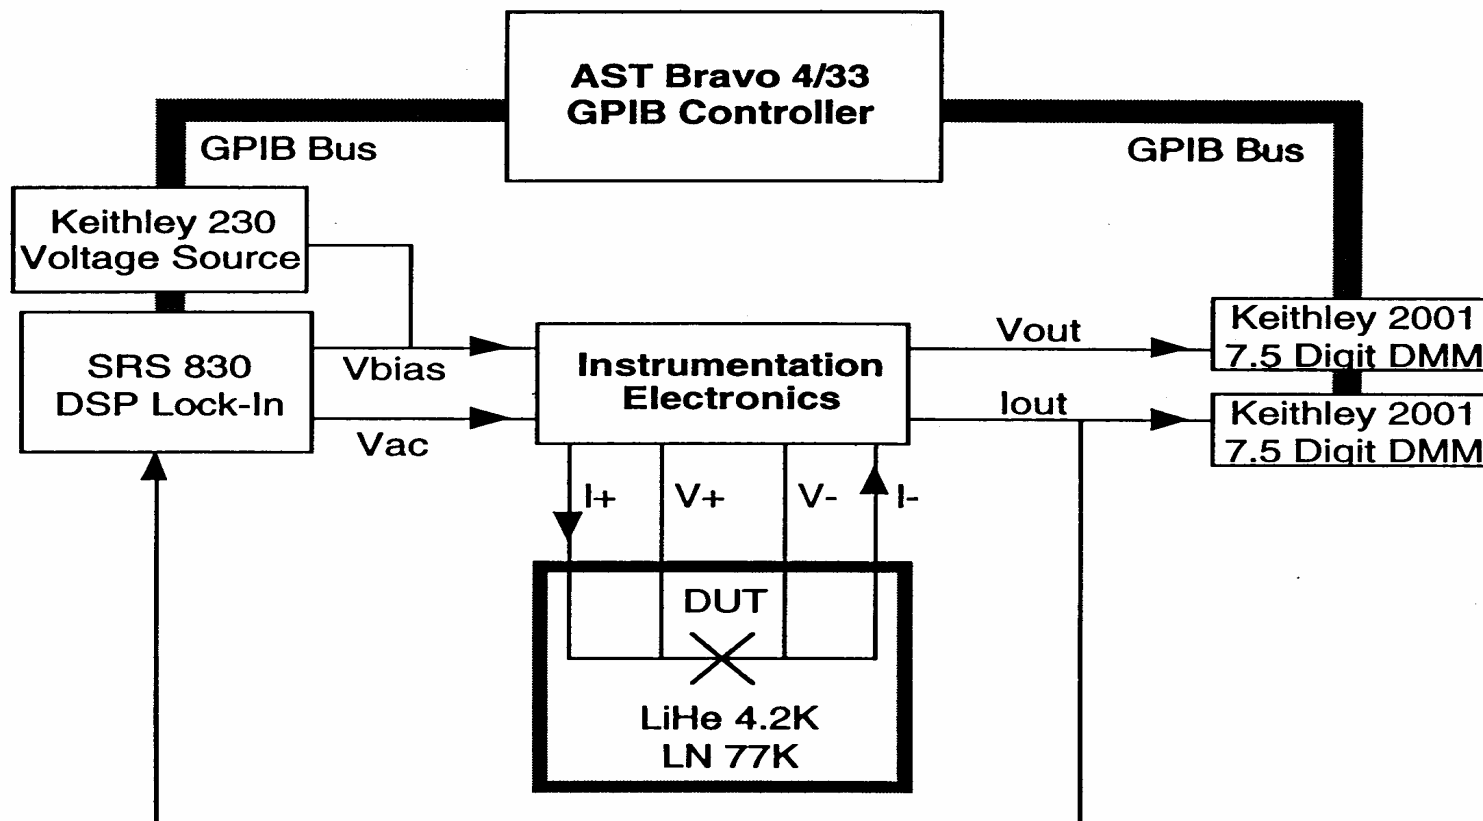 AST Bravo 4/33
GPIB Controller
GPIB Bus
GPIB Bus
Keithley 230
Voltage Source
SRS 830
DSP Lock-In
Vbias
Vac
Instrumentation
Electronics
Vout
Iout
Keithley 2001
7.5 Digit DMM
Keithley 2001
7.5 Digit DMM
I+
V+
V-
I-
DUT
LiHe 4.2K
LN 77K